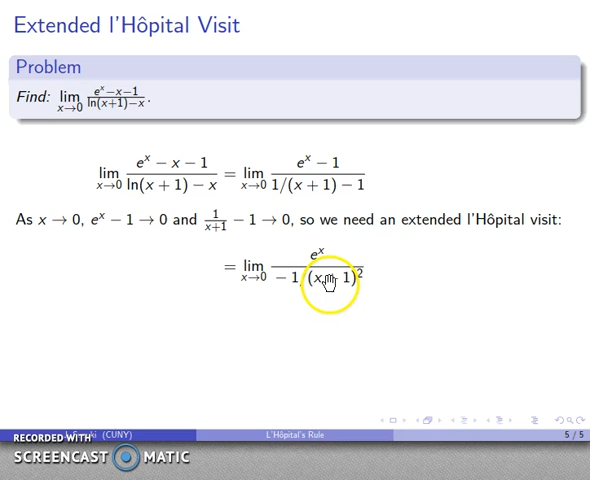 Extended l'Hôpital Visit
Problem
Find: lim x→0 (e^x−x−1)/(ln(x+1)−x).
lim x→0 (e^x − x − 1)/(ln(x + 1) − x) = lim x→0 (e^x − 1)/(1/(x + 1) − 1)
As x → 0, e^x − 1 → 0 and 1/(x+1) − 1 → 0, so we need an extended l'Hôpital visit:
= lim x→0 e^x/(− 1/(x + 1)^2)
(CUNY) L'Hôpital's Rule 5 / 5
RECORDED WITH
SCREENCAST MATIC